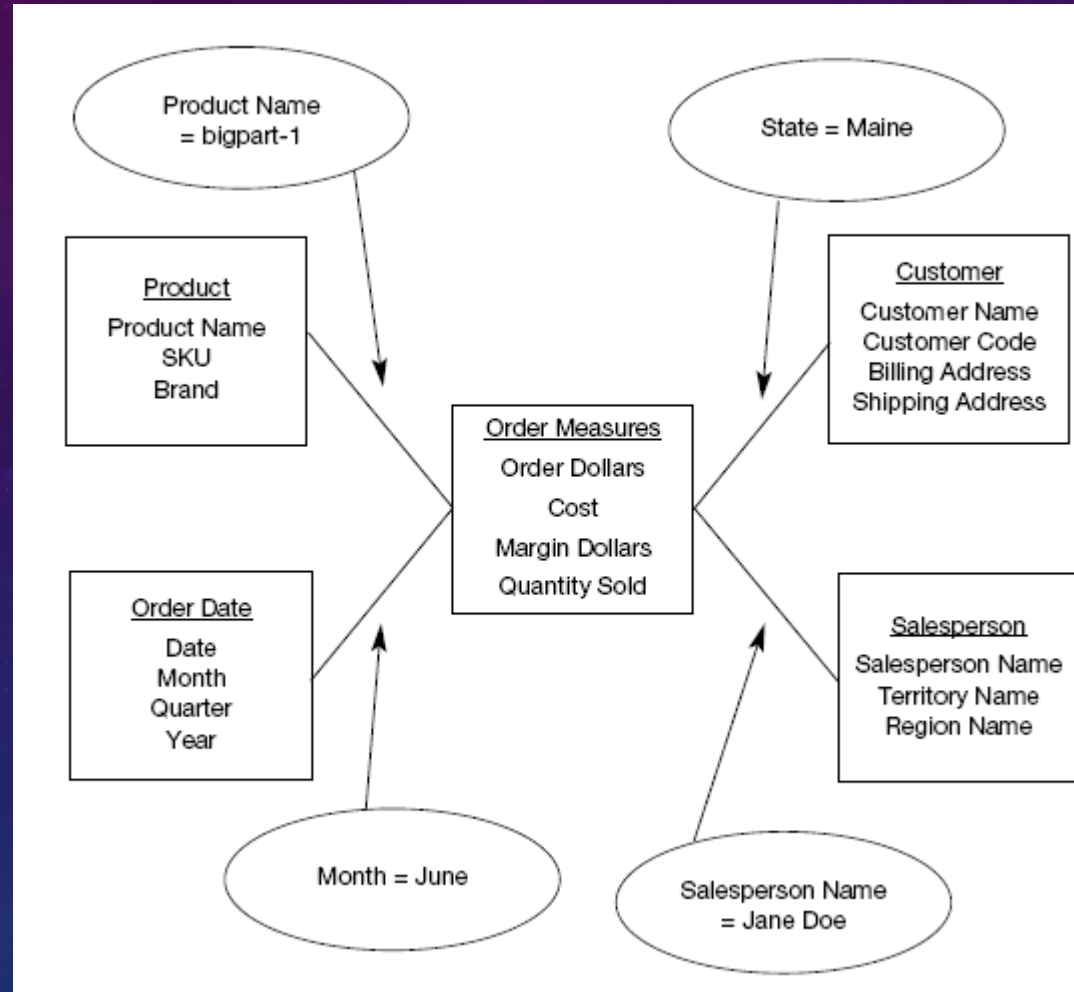 Product Name
= bigpart-1
State = Maine
Product
Product Name
SKU
Brand
Customer
Customer Name
Customer Code
Billing Address
Shipping Address
Order Measures
Order Dollars
Cost
Margin Dollars
Quantity Sold
Order Date
Date
Month
Quarter
Year
Salesperson
Salesperson Name
Territory Name
Region Name
Month = June
Salesperson Name
= Jane Doe